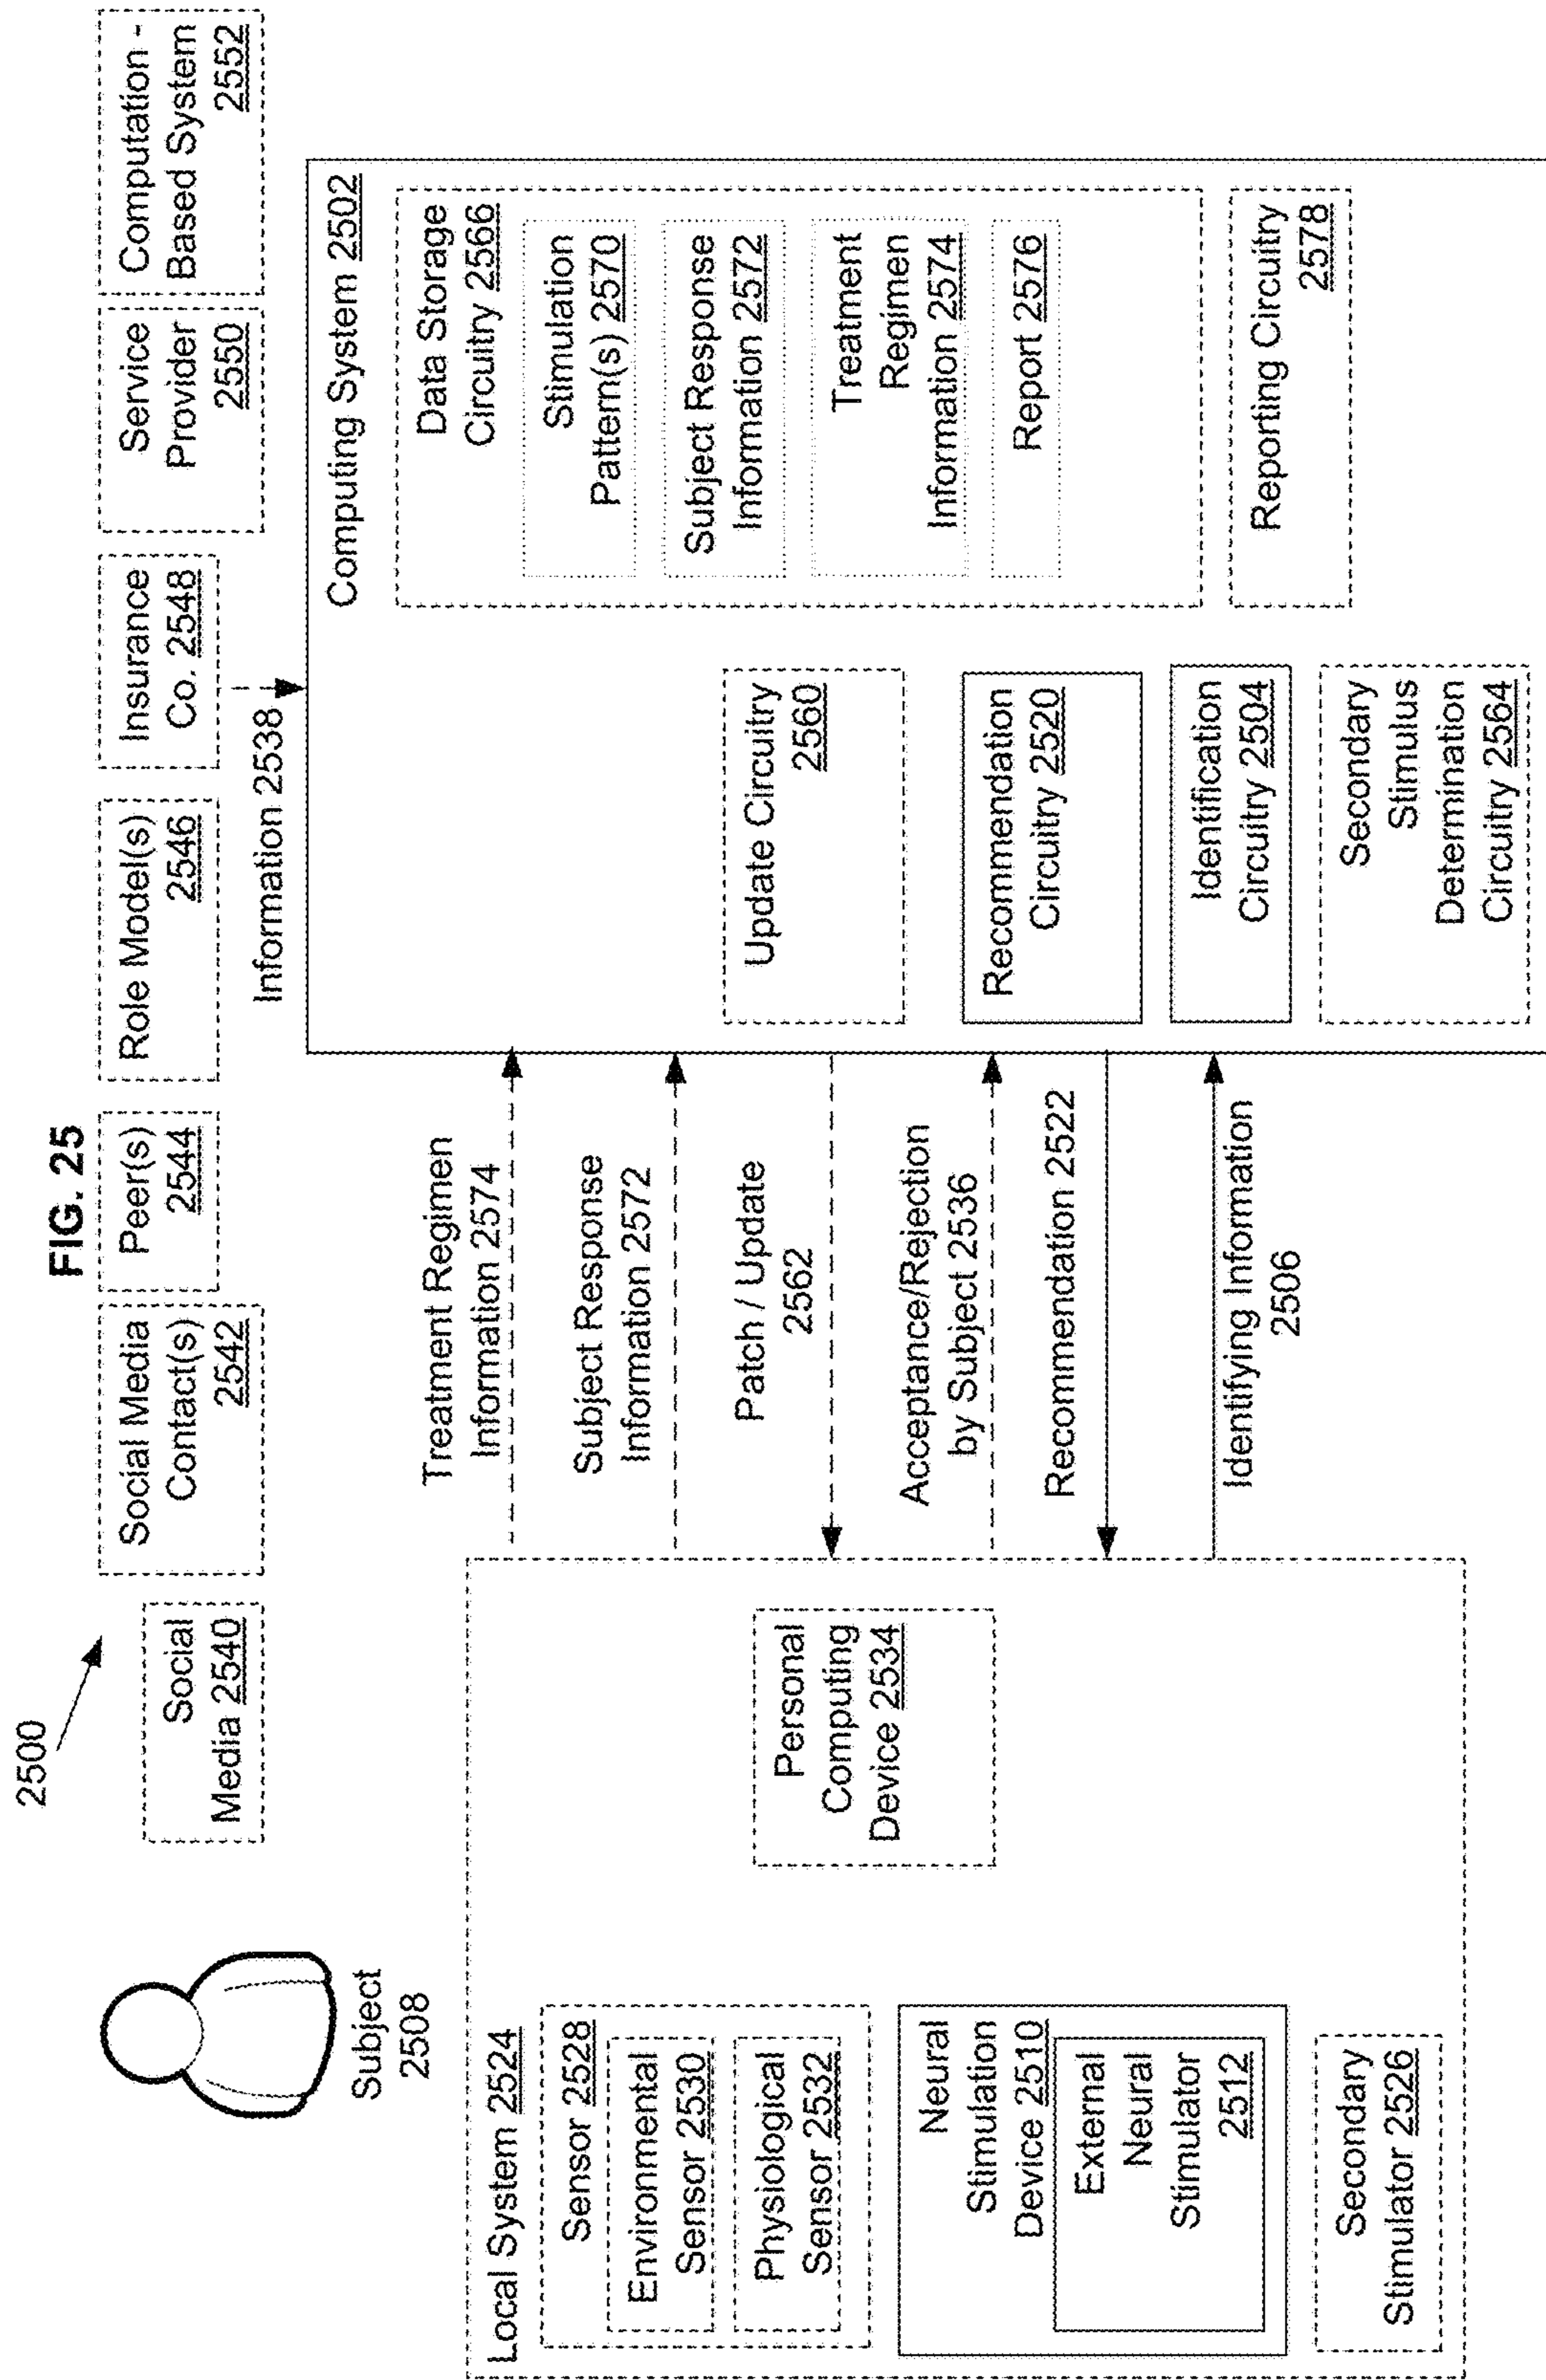 FIG. 25
2500
Social
Media 2540
Social Media
Contact(s)
2542
Peer(s)
2544
Role Model(s)
2546
Insurance
Co. 2548
Service
Provider
2550
Computation -
Based System
2552
Information 2538
Subject
2508
Local System 2524
Sensor 2528
Environmental
Sensor 2530
Physiological
Sensor 2532
Neural
Stimulation
Device 2510
External
Neural
Stimulator
2512
Secondary
Stimulator 2526
Personal
Computing
Device 2534
Treatment Regimen
Information 2574
Subject Response
Information 2572
Patch / Update
2562
Acceptance/Rejection
by Subject 2536
Recommendation 2522
Identifying Information
2506
Computing System 2502
Update Circuitry
2560
Recommendation
Circuitry 2520
Identification
Circuitry 2504
Secondary
Stimulus
Determination
Circuitry 2564
Data Storage
Circuitry 2566
Stimulation
Pattern(s) 2570
Subject Response
Information 2572
Treatment
Regimen
Information 2574
Report 2576
Reporting Circuitry
2578